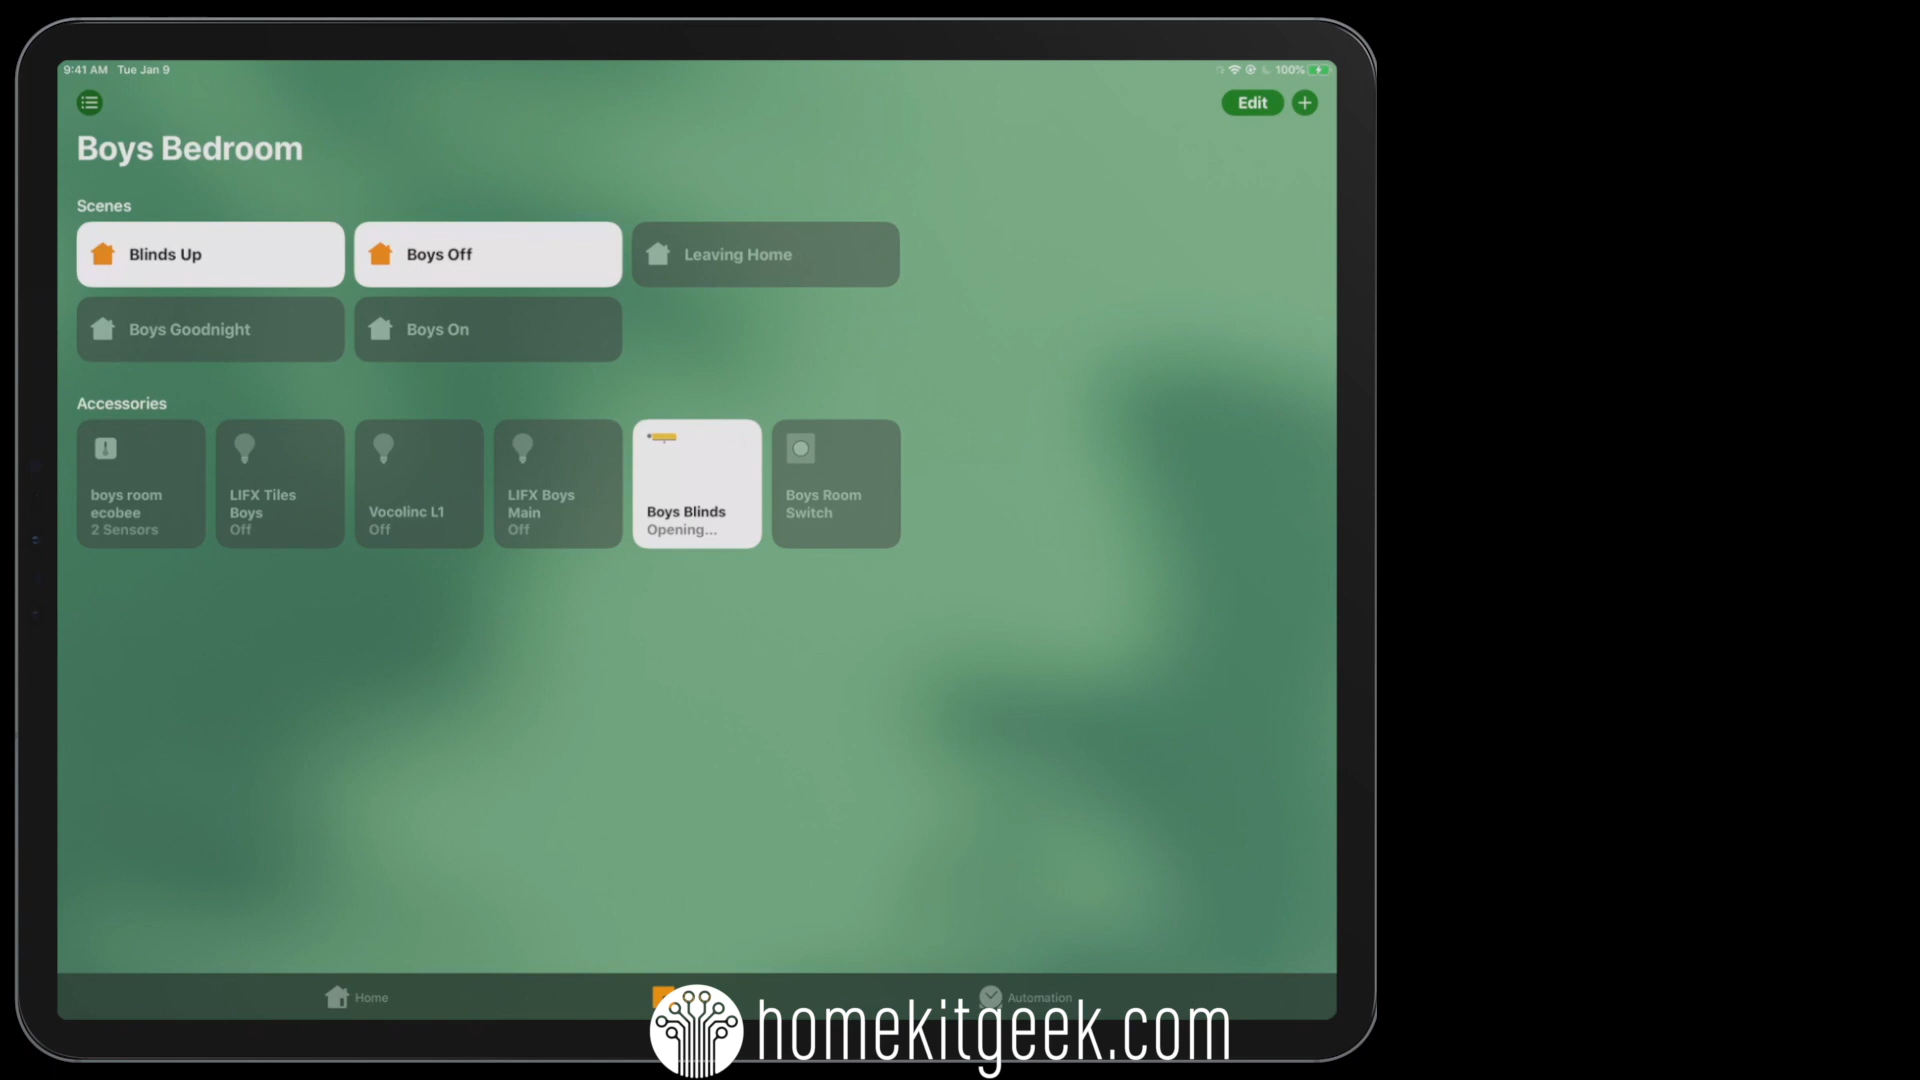 9:41 AM Tue Jan 9
100%
Edit
Boys Bedroom
Scenes
Blinds Up
Boys Off
Leaving Home
Boys Goodnight
Boys On
Accessories
boys room
ecobee
2 Sensors
LIFX Tiles
Boys
Off
Vocolinc L1
Off
LIFX Boys
Main
Off
Boys Blinds
Opening...
Boys Room
Switch
Home
Automation
homekitgeek.com